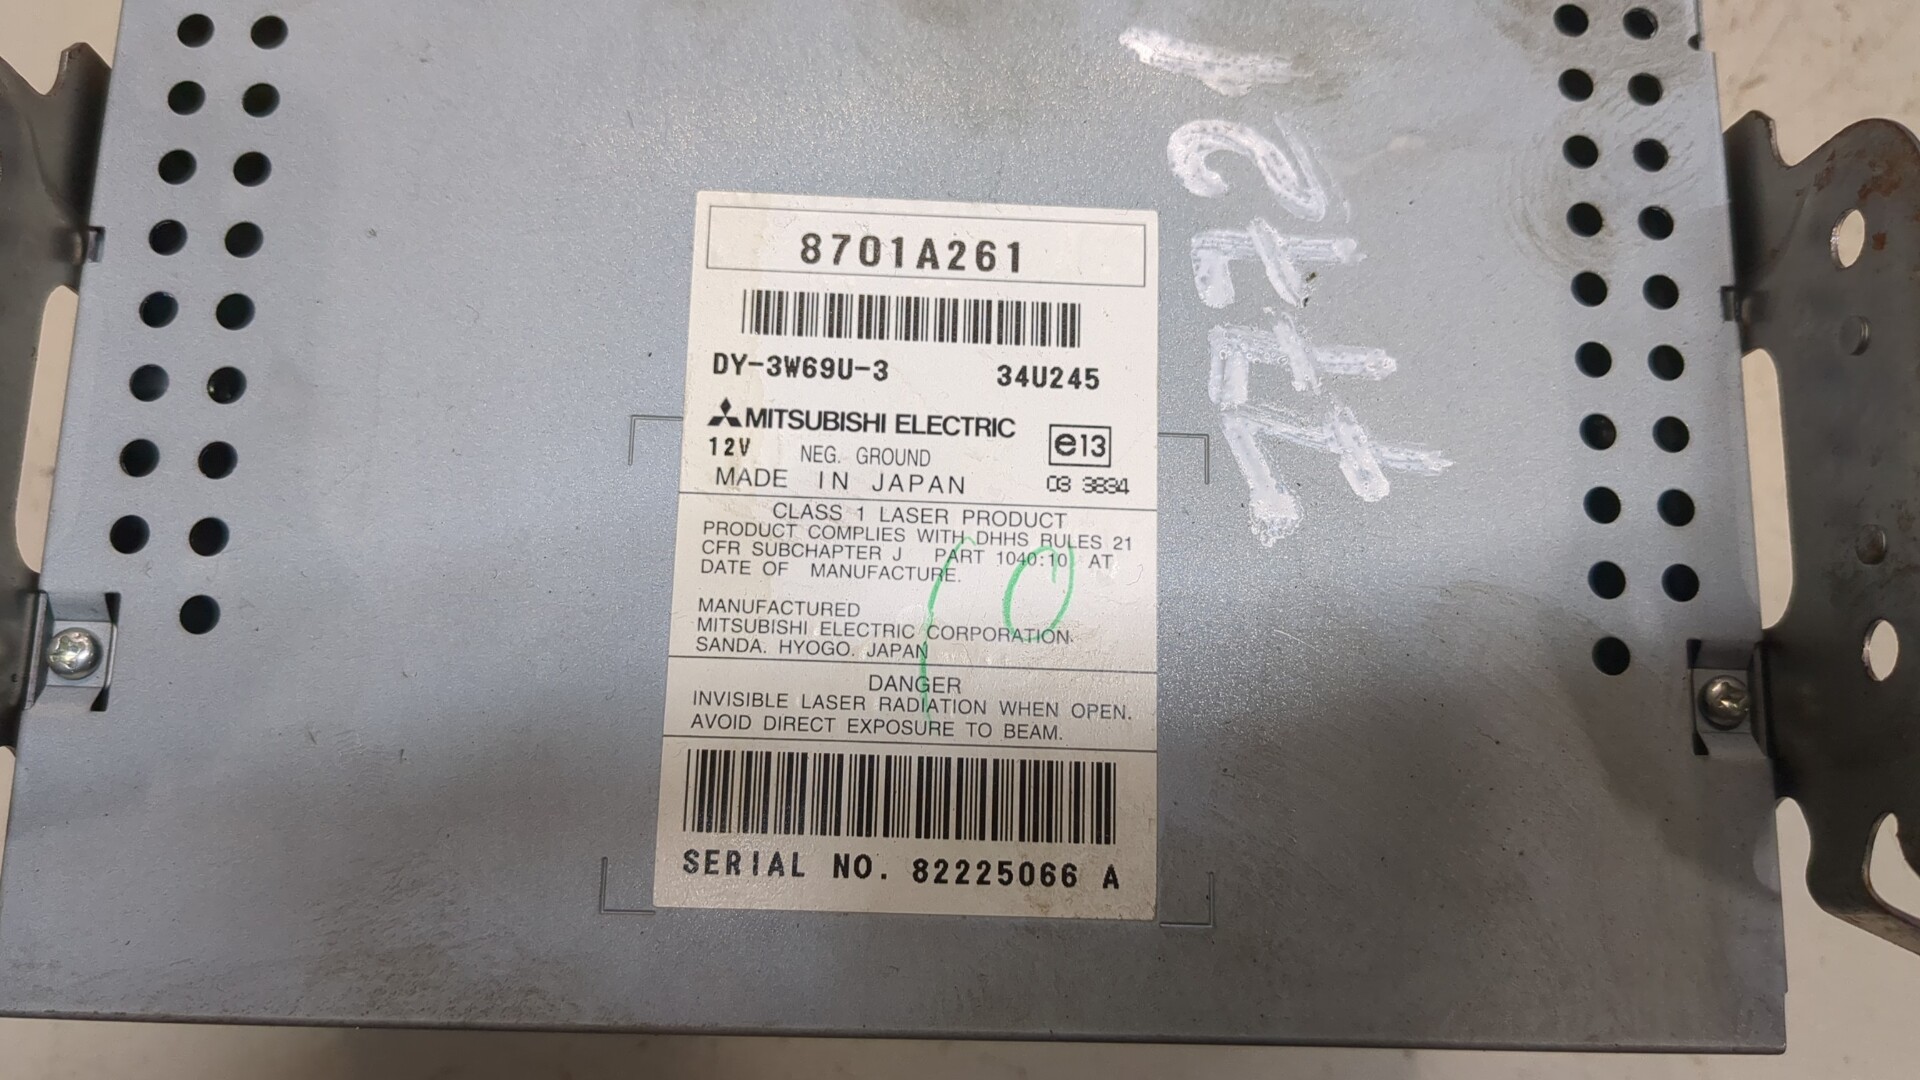 8701A261
DY-3W69U-3 34U245
MITSUBISHI ELECTRIC
12V NEG. GROUND e13
MADE IN JAPAN 03 3834
CLASS 1 LASER PRODUCT
PRODUCT COMPLIES WITH DHHS RULES 21
CFR SUBCHAPTER J PART 1040:10 AT
DATE OF MANUFACTURE.
MANUFACTURED
MITSUBISHI ELECTRIC CORPORATION.
SANDA. HYOGO. JAPAN
DANGER
INVISIBLE LASER RADIATION WHEN OPEN.
AVOID DIRECT EXPOSURE TO BEAM.
SERIAL NO. 82225066 A